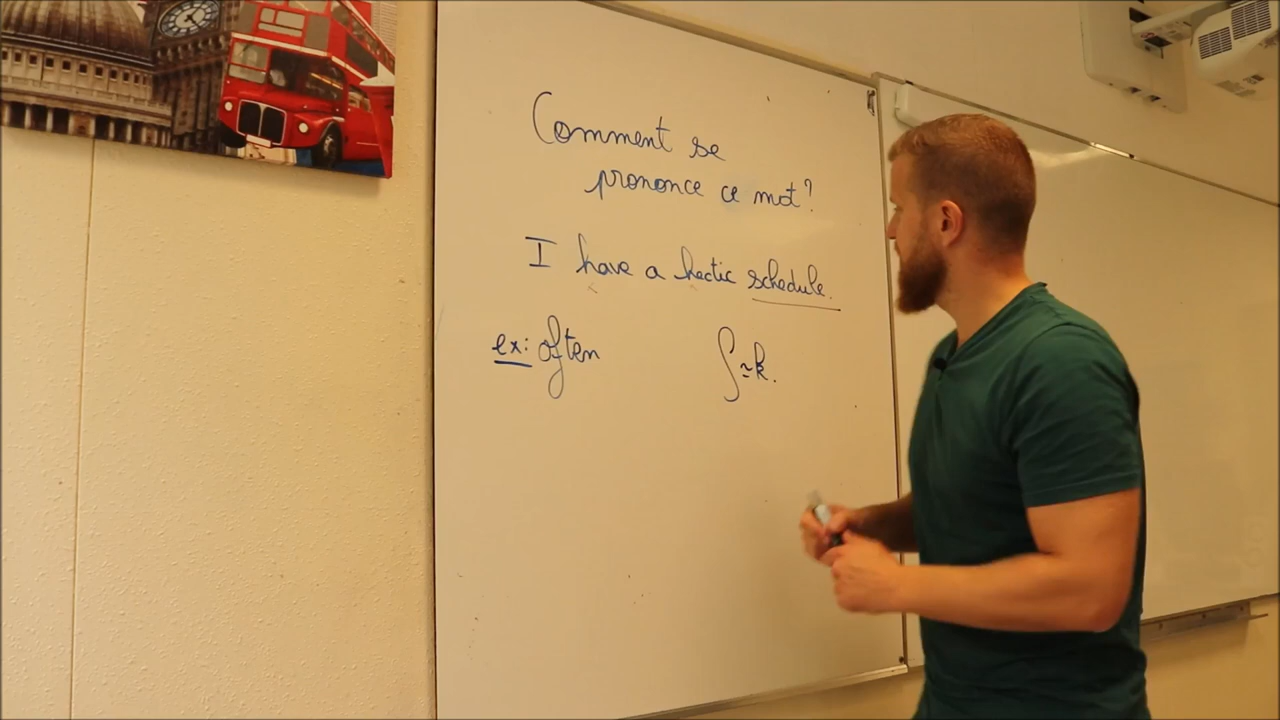 Comment se
prononce ce mot?
I have a hectic schedule.
ex: often
ʃ ≈ k.